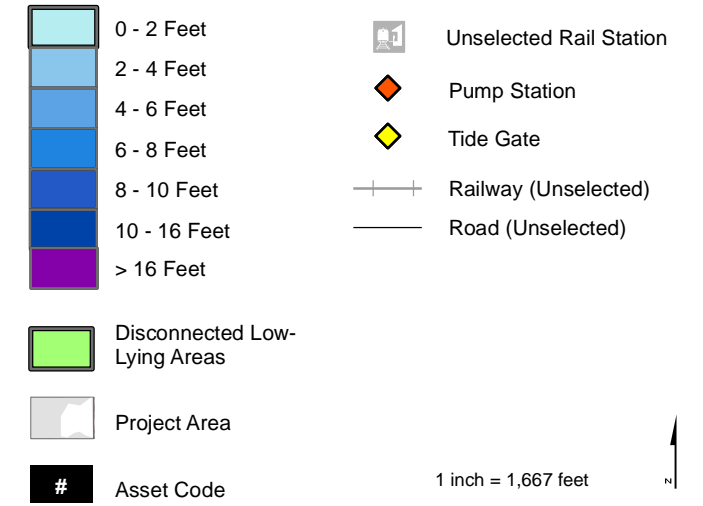 0 - 2 Feet
2 - 4 Feet
4 - 6 Feet
6 - 8 Feet
8 - 10 Feet
10 - 16 Feet
> 16 Feet
Disconnected Low-
Lying Areas
Project Area
# Asset Code
Unselected Rail Station
Pump Station
Tide Gate
Railway (Unselected)
Road (Unselected)
1 inch = 1,667 feet
N